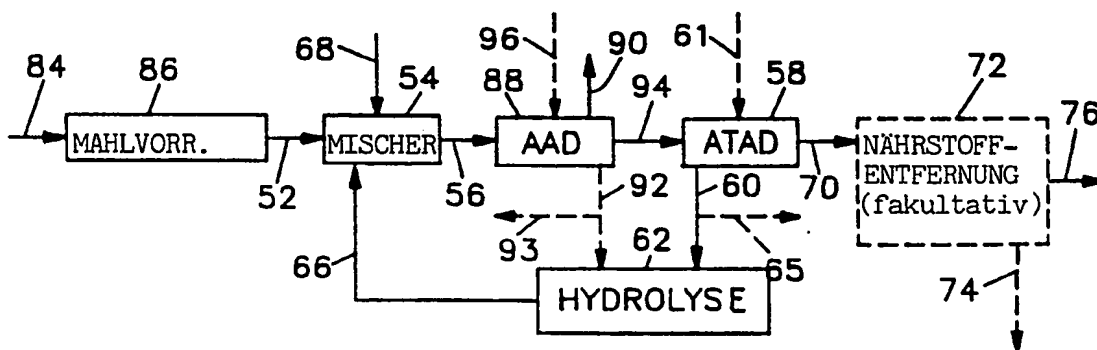 84
86
MAHLVORR.
52
68
54
MISCHER
56
96
90
88
AAD
94
61
58
ATAD
70
72
NÄHRSTOFF-
ENTFERNUNG
(fakultativ)
76
92
93
60
65
62
HYDROLYSE
66
74